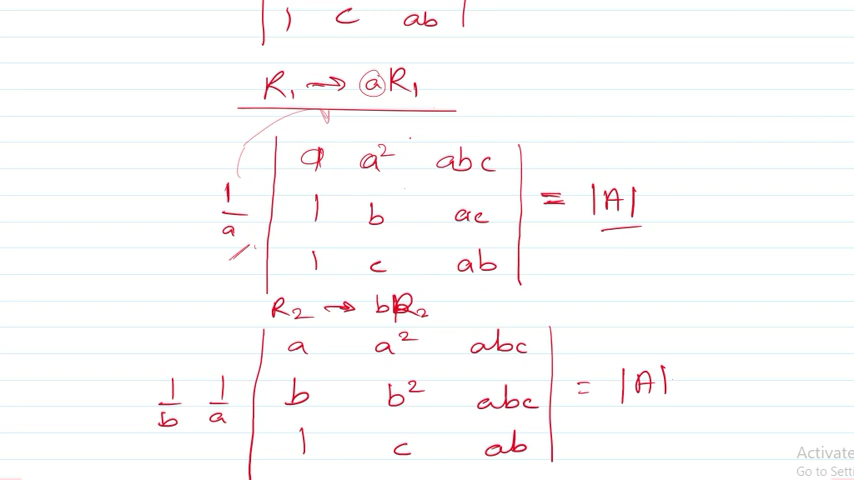 | 1 c ab |
R₁ → aR₁
| a a² abc |
1/a | 1 b ac | = |A|
| 1 c ab |
R₂ → bR₂
| a a² abc |
1/b 1/a | b b² abc | = |A|
| 1 c ab |
Activate
Go to Setti